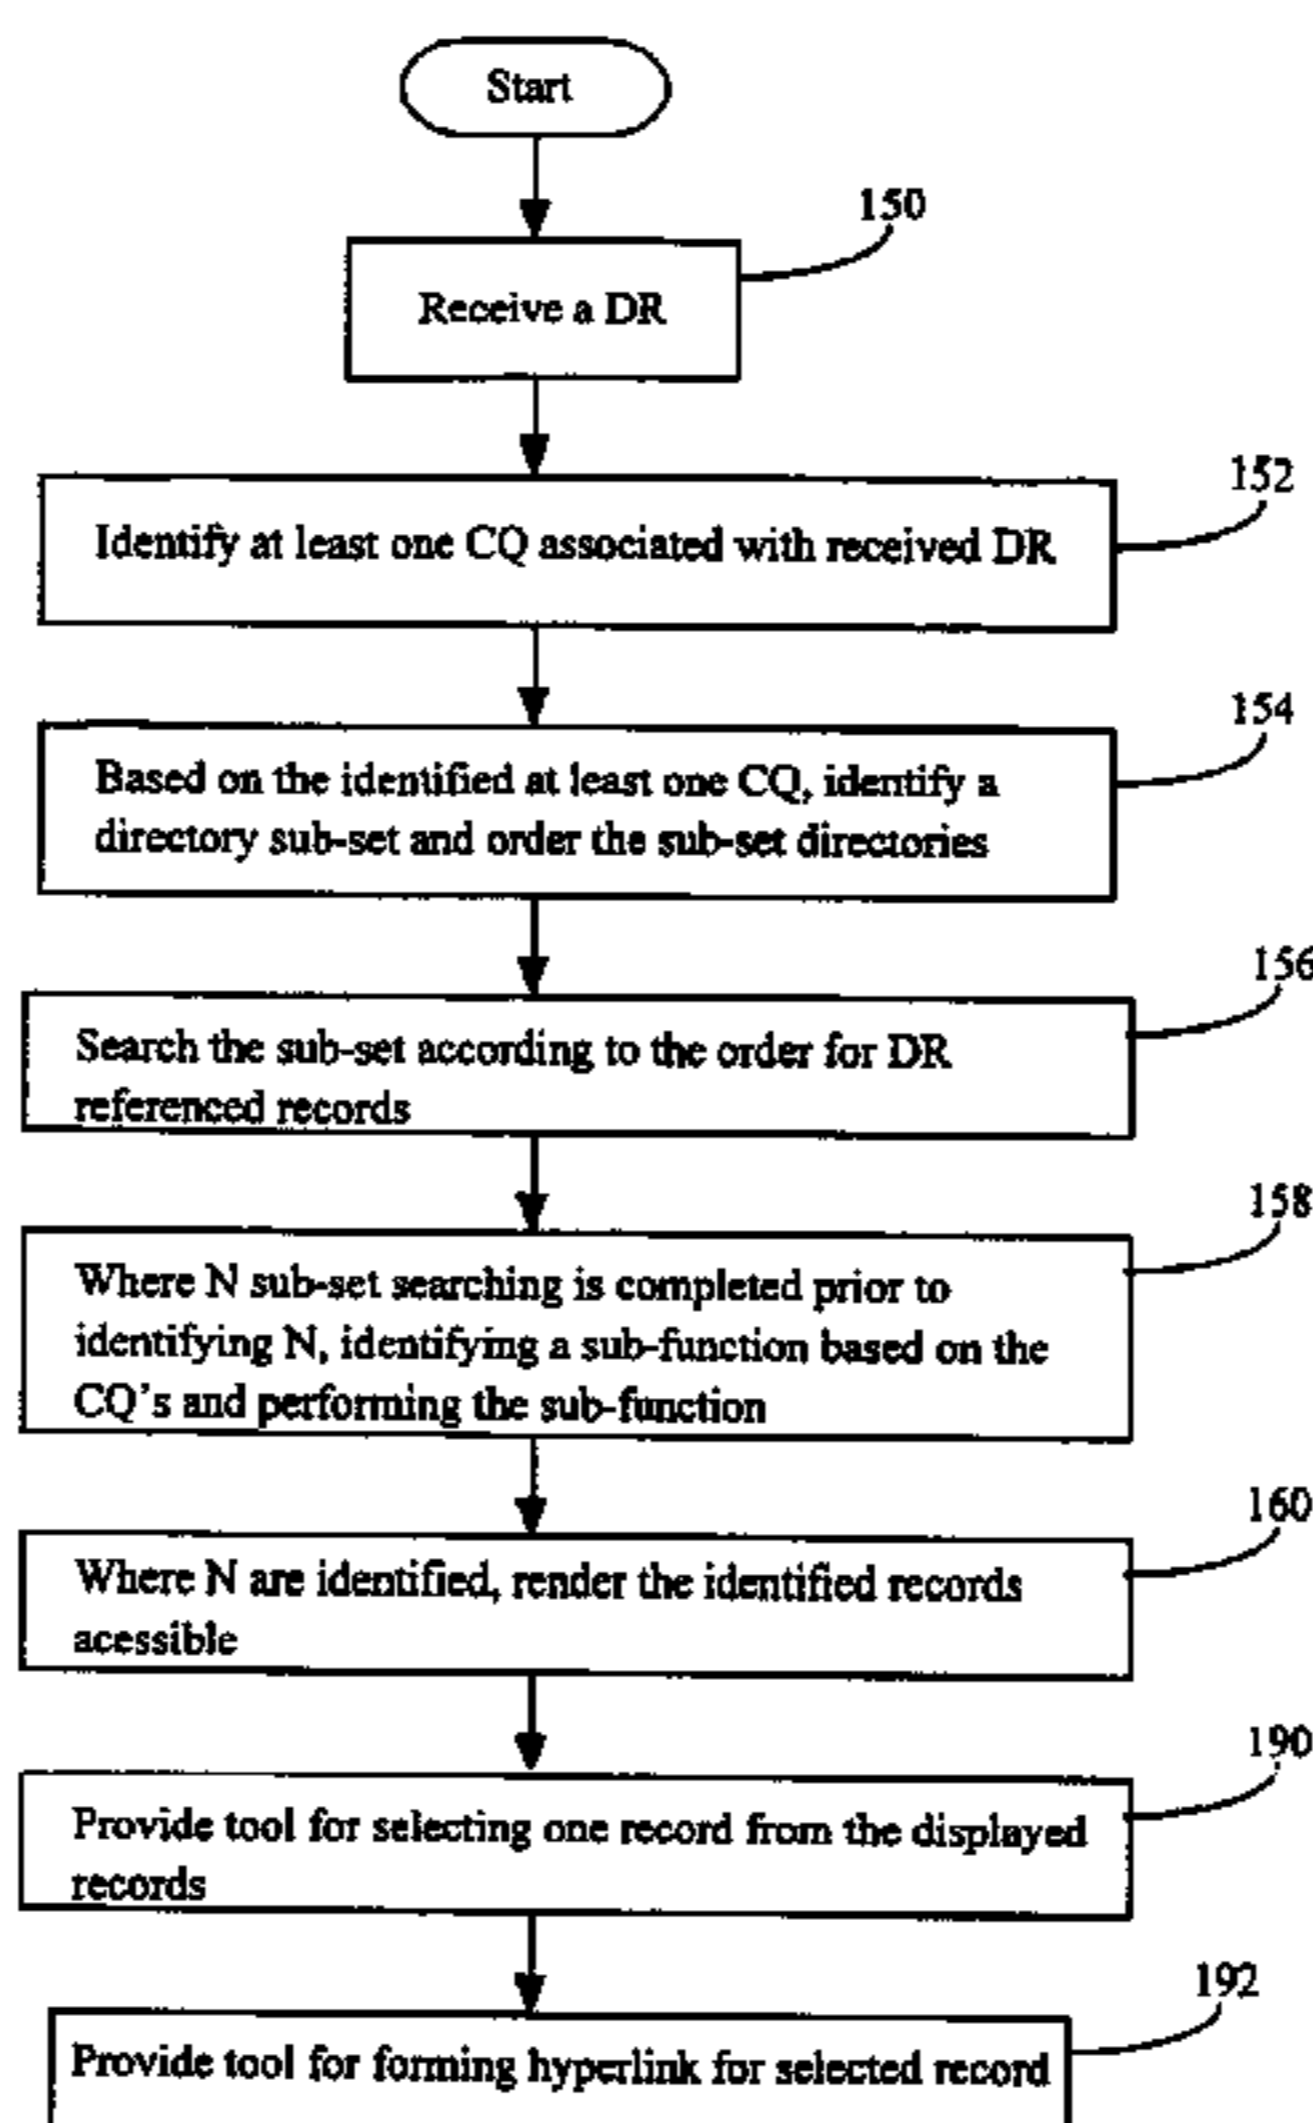 Start
150
Receive a DR
152
Identify at least one CQ associated with received DR
154
Based on the identified at least one CQ, identify a
directory sub-set and order the sub-set directories
156
Search the sub-set according to the order for DR
referenced records
158
Where N sub-set searching is completed prior to
identifying N, identifying a sub-function based on the
CQ's and performing the sub-function
160
Where N are identified, render the identified records
acessible
190
Provide tool for selecting one record from the displayed
records
192
Provide tool for forming hyperlink for selected record